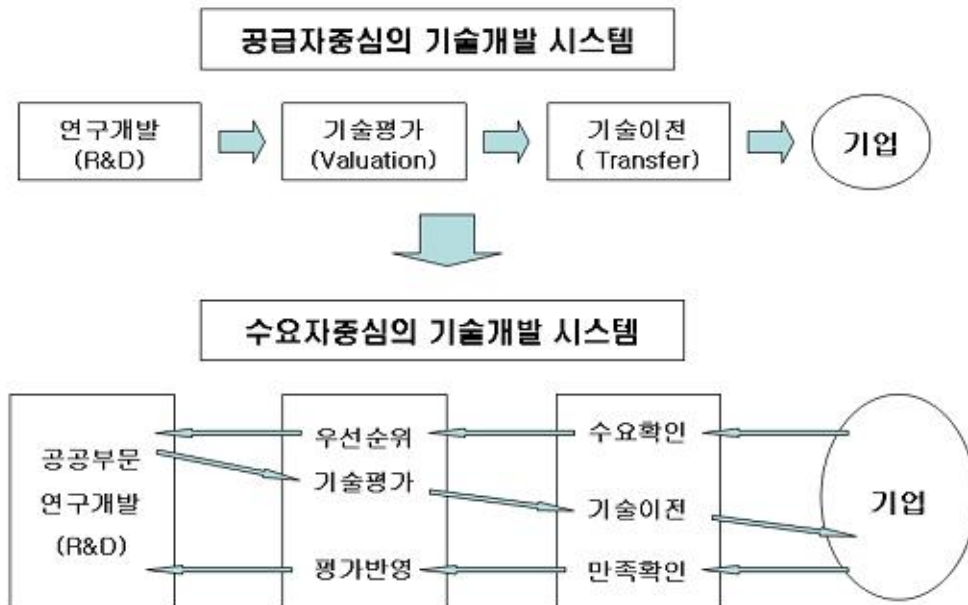 공급자중심의 기술개발 시스템
연구개발
(R&D)
기술평가
(Valuation)
기술이전
( Transfer)
기업
수요자중심의 기술개발 시스템
공공부문
연구개발
(R&D)
우선순위
기술평가
평가반영
수요확인
기술이전
만족확인
기업